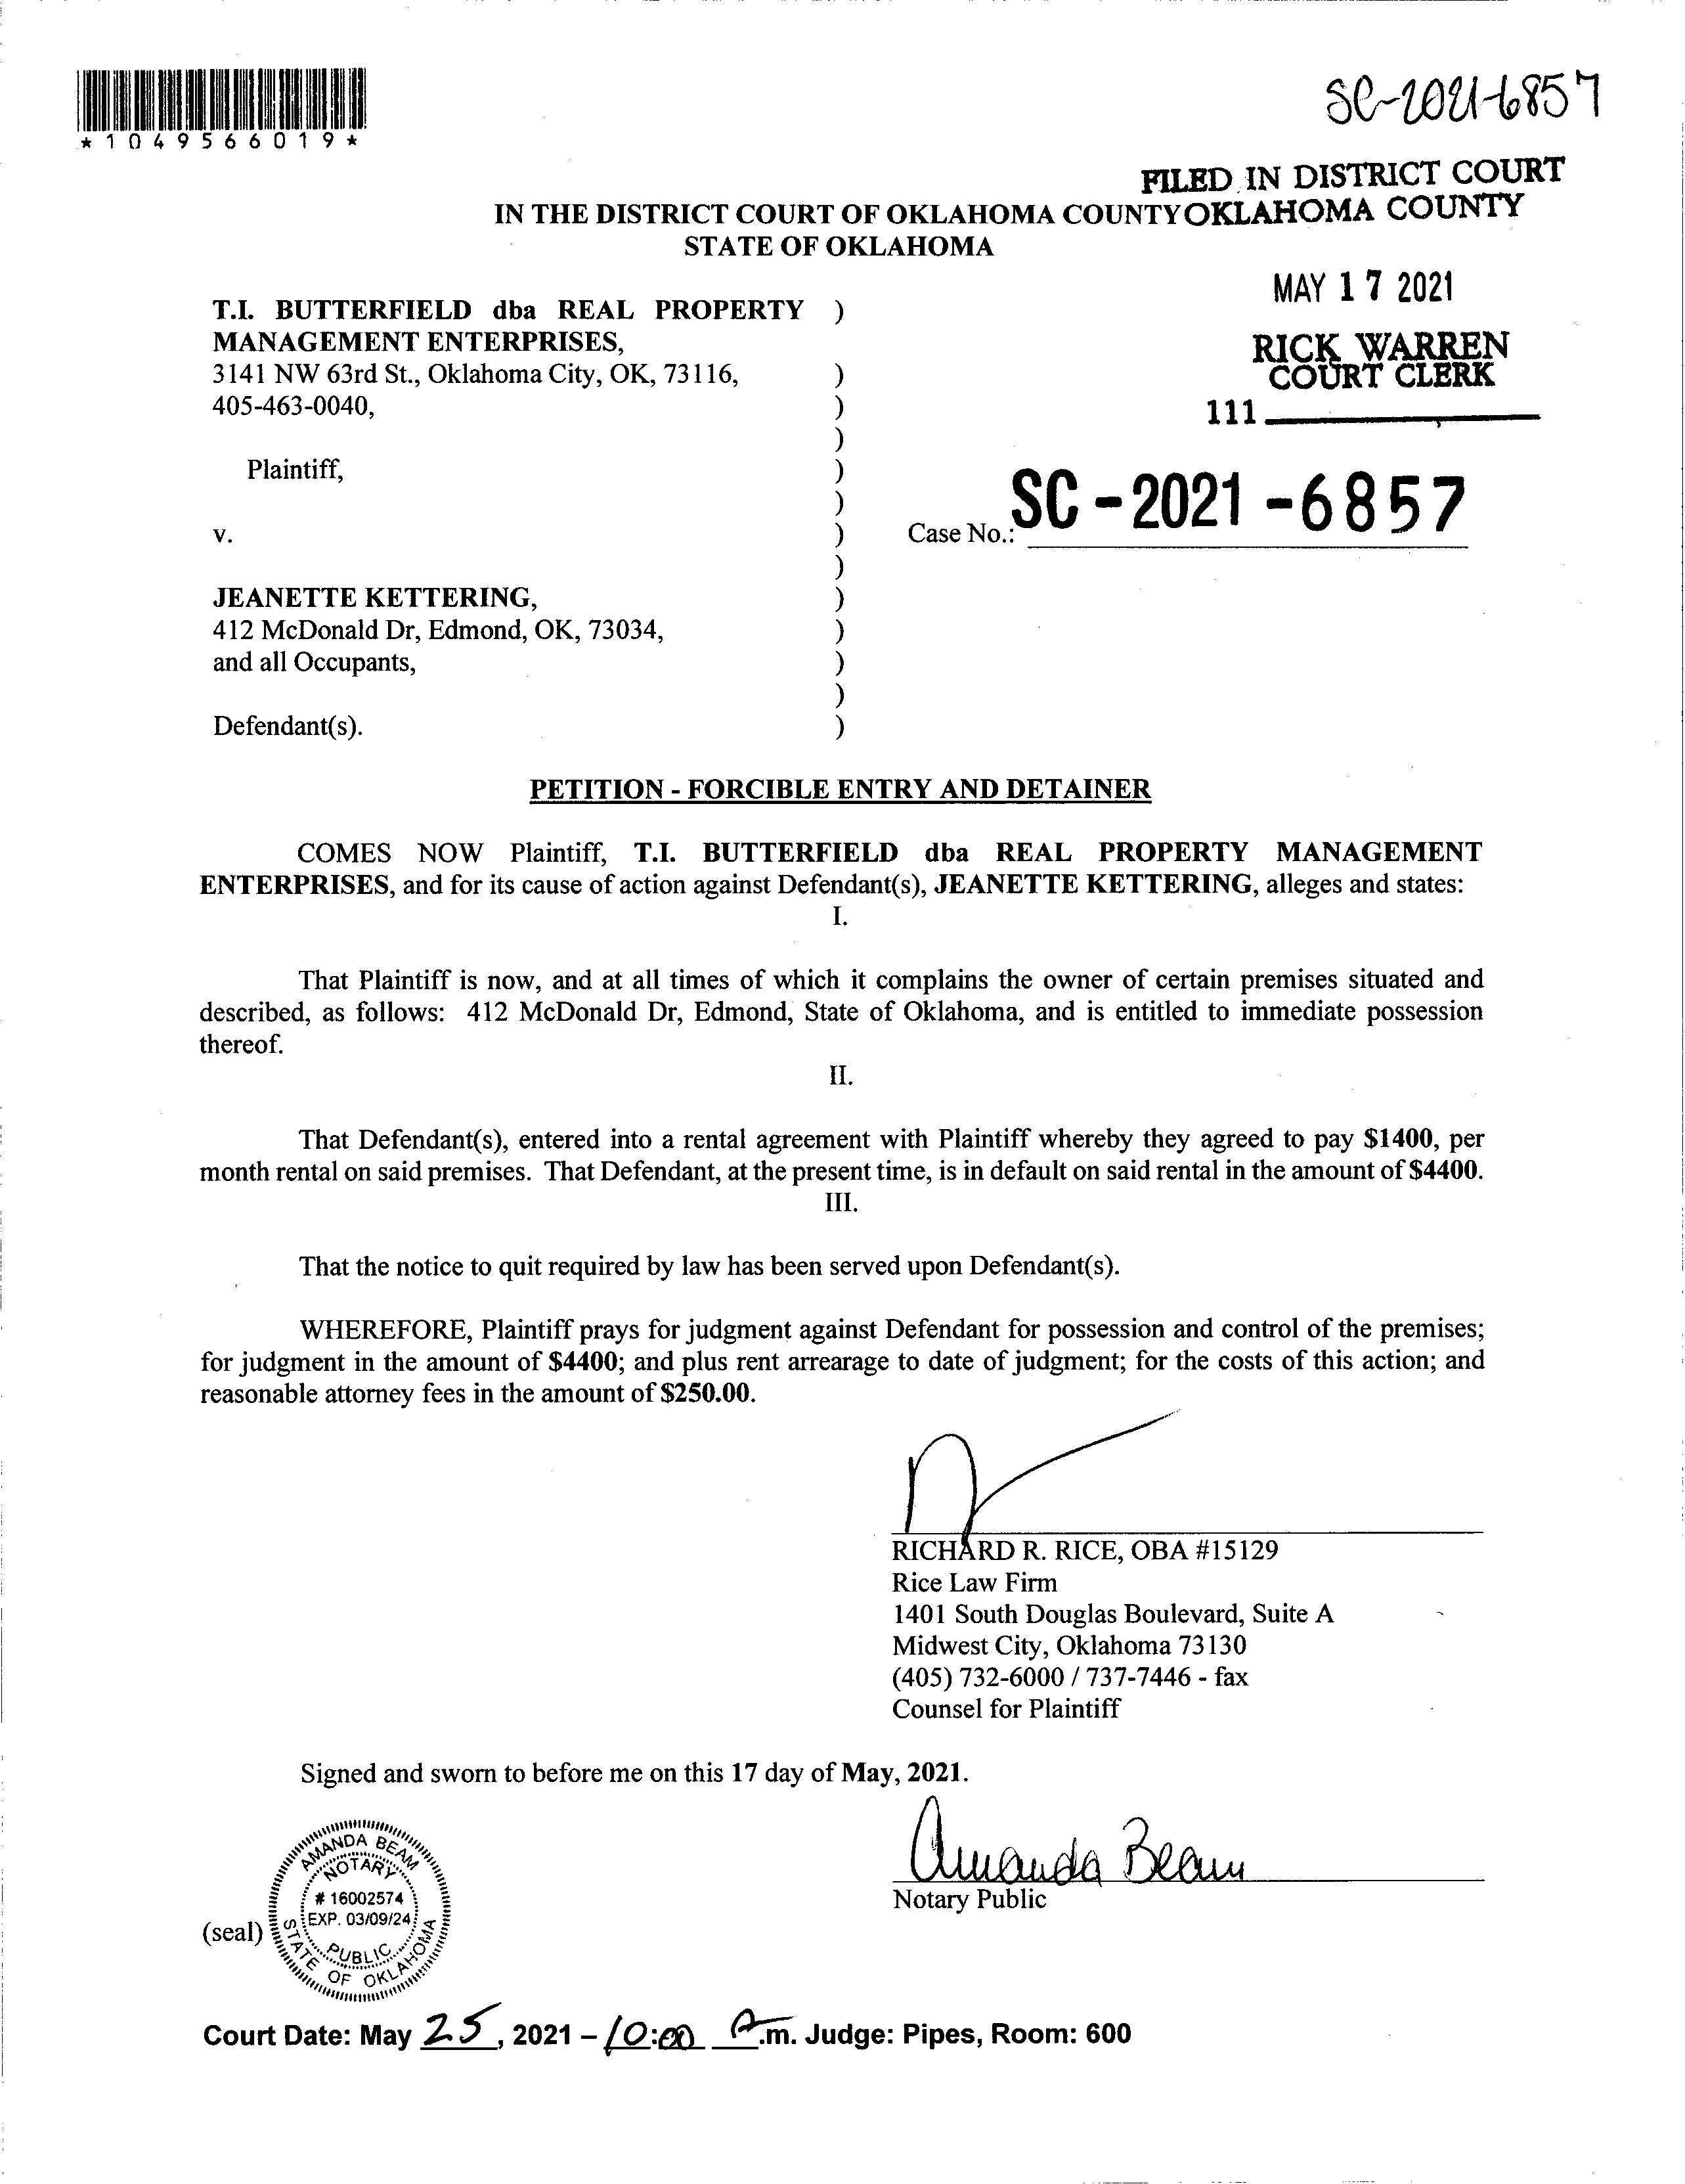 SC-2021-6857
*1049566019*
FILED IN DISTRICT COURT
OKLAHOMA COUNTY
IN THE DISTRICT COURT OF OKLAHOMA COUNTY
STATE OF OKLAHOMA
MAY 17 2021
RICK WARREN
COURT CLERK
111
T.I. BUTTERFIELD dba REAL PROPERTY )
MANAGEMENT ENTERPRISES,
3141 NW 63rd St., Oklahoma City, OK, 73116, )
405-463-0040, )
)
Plaintiff, )
)
v. )
)
JEANETTE KETTERING, )
412 McDonald Dr, Edmond, OK, 73034, )
and all Occupants, )
)
Defendant(s). )
Case No.: SC-2021-6857
PETITION - FORCIBLE ENTRY AND DETAINER
COMES NOW Plaintiff, T.I. BUTTERFIELD dba REAL PROPERTY MANAGEMENT
ENTERPRISES, and for its cause of action against Defendant(s), JEANETTE KETTERING, alleges and states:
I.
That Plaintiff is now, and at all times of which it complains the owner of certain premises situated and
described, as follows: 412 McDonald Dr, Edmond, State of Oklahoma, and is entitled to immediate possession
thereof.
II.
That Defendant(s), entered into a rental agreement with Plaintiff whereby they agreed to pay $1400, per
month rental on said premises. That Defendant, at the present time, is in default on said rental in the amount of $4400.
III.
That the notice to quit required by law has been served upon Defendant(s).
WHEREFORE, Plaintiff prays for judgment against Defendant for possession and control of the premises;
for judgment in the amount of $4400; and plus rent arrearage to date of judgment; for the costs of this action; and
reasonable attorney fees in the amount of $250.00.
RICHARD R. RICE, OBA #15129
Rice Law Firm
1401 South Douglas Boulevard, Suite A
Midwest City, Oklahoma 73130
(405) 732-6000 / 737-7446 - fax
Counsel for Plaintiff
Signed and sworn to before me on this 17 day of May, 2021.
Amanda Beam
Notary Public
(seal)
AMANDA BEAM
NOTARY
# 16002574
EXP. 03/09/24
PUBLIC
STATE OF OKLAHOMA
Court Date: May 25, 2021 – 10:00 A.m. Judge: Pipes, Room: 600